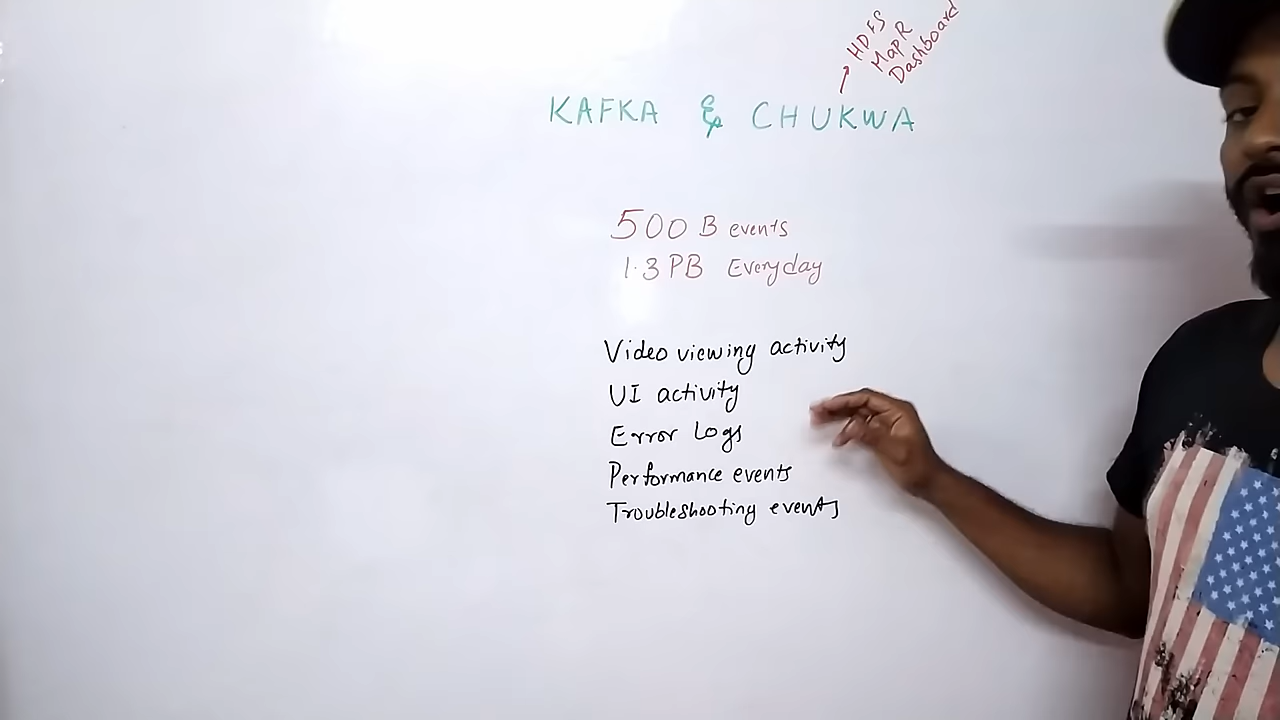 HDFS
MapR
Dashboard
KAFKA & CHUKWA
500 B events
1.3 PB Everyday
Video viewing activity
UI activity
Error Logs
Performance events
Troubleshooting events